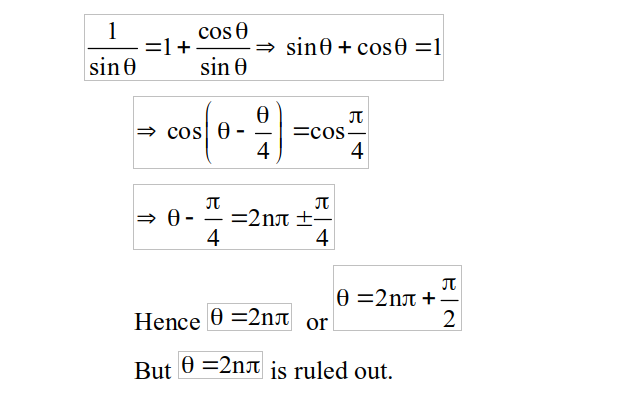 1/sinθ =1+ cosθ/sinθ ⇒ sinθ + cosθ =1
⇒ cos(θ - θ/4) =cos π/4
⇒ θ - π/4 =2nπ ± π/4
Hence θ =2nπ or θ =2nπ + π/2
But θ =2nπ is ruled out.